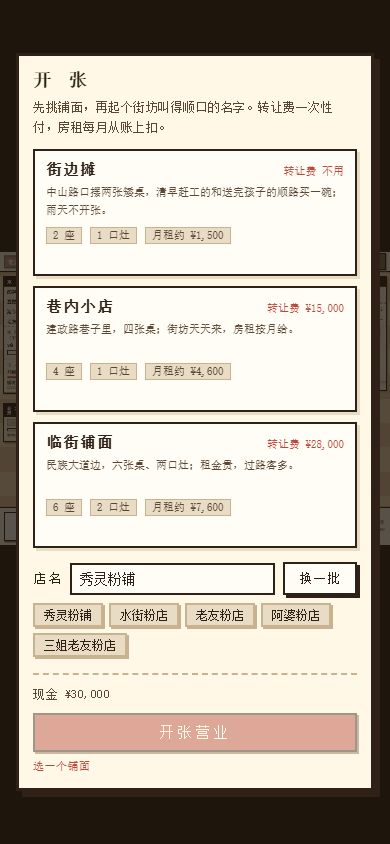 开 张
先挑铺面，再起个街坊叫得顺口的名字。转让费一次性
付，房租每月从账上扣。
街边摊
转让费 不用
中山路口摆两张矮桌，清早赶工的和送完孩子的顺路买一碗；
雨天不开张。
2 座
1 口灶
月租约 ¥1,500
巷内小店
转让费 ¥15,000
建政路巷子里，四张桌；街坊天天来，房租按月给。
4 座
1 口灶
月租约 ¥4,600
临街铺面
转让费 ¥28,000
民族大道边，六张桌、两口灶；租金贵，过路客多。
6 座
2 口灶
月租约 ¥7,600
店名
秀灵粉铺
换一批
秀灵粉铺
水街粉店
老友粉店
阿婆粉店
三姐老友粉店
现金 ¥30,000
开张营业
选一个铺面